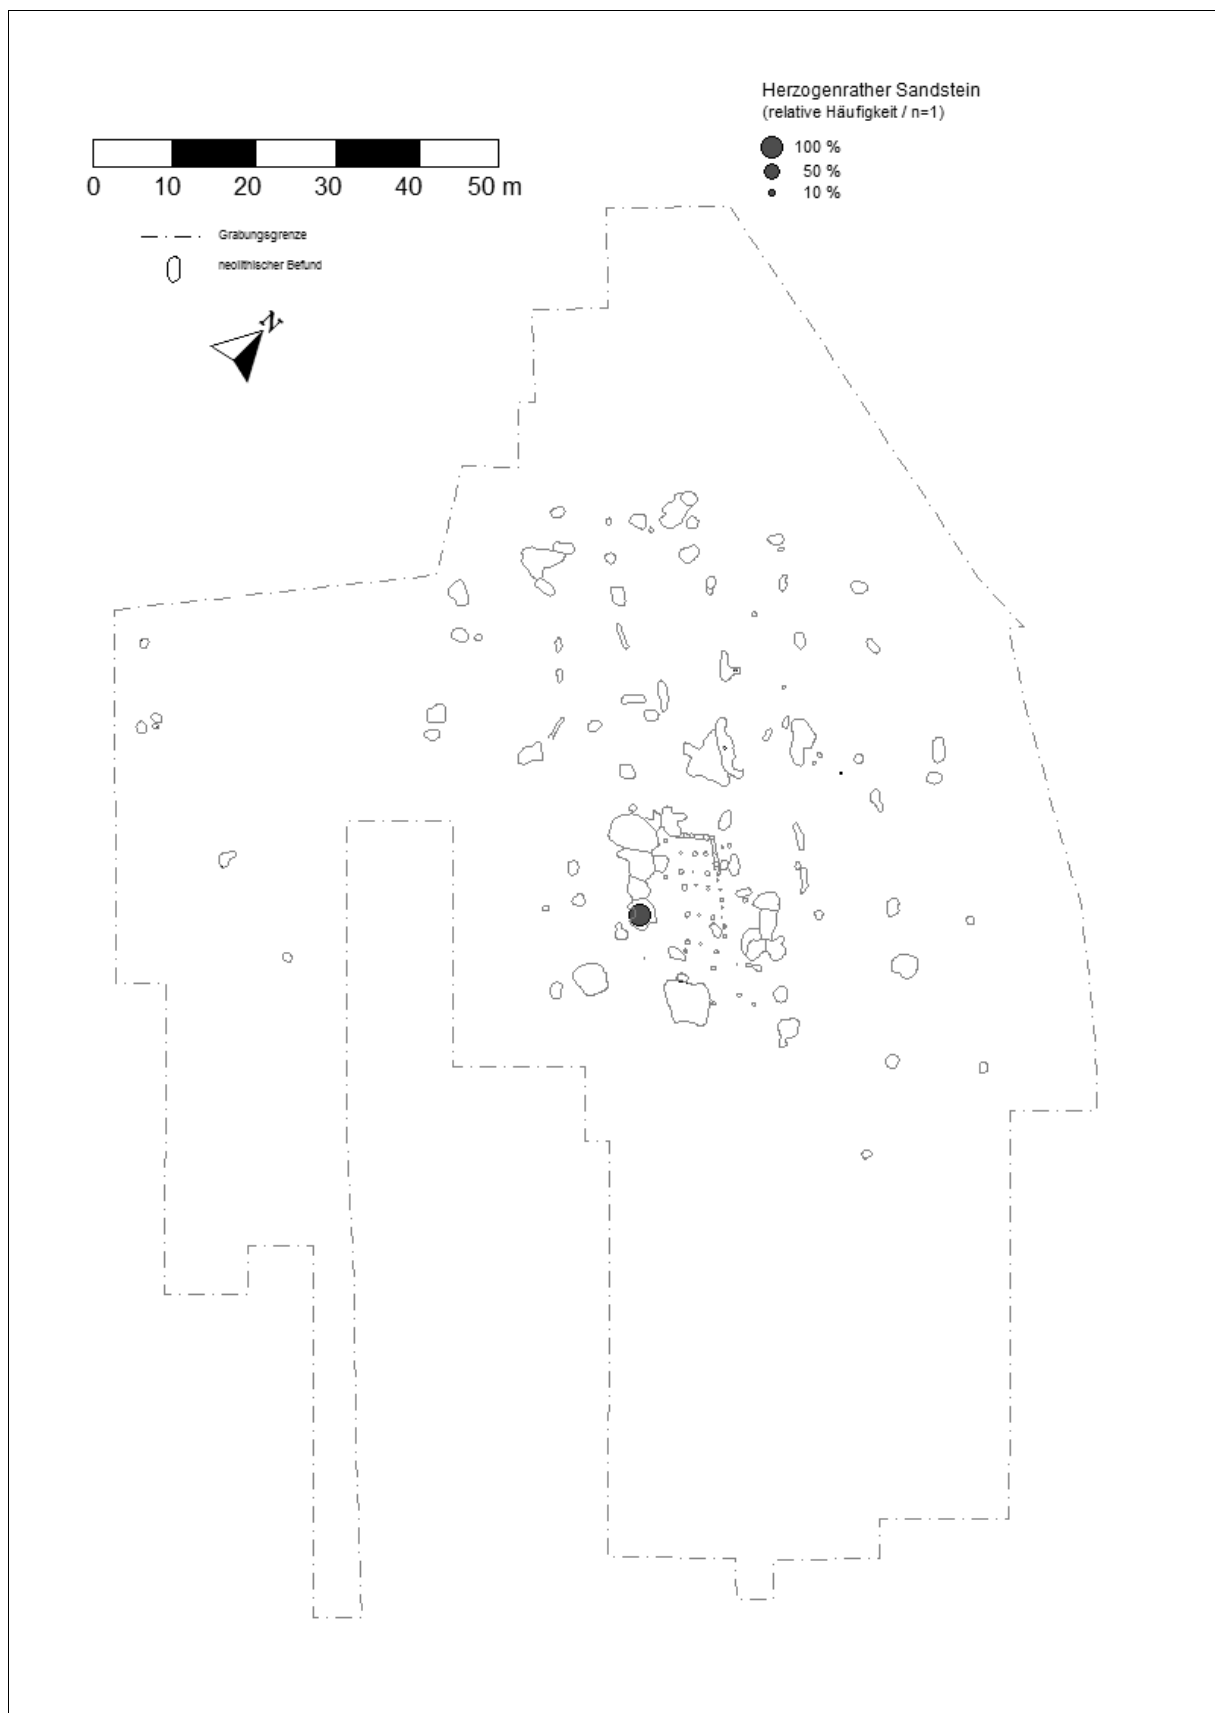 Herzogenrather Sandstein
(relative Häufigkeit / n=1)
100 %
50 %
10 %
0 10 20 30 40 50 m
Grabungsgrenze
neolithischer Befund
N